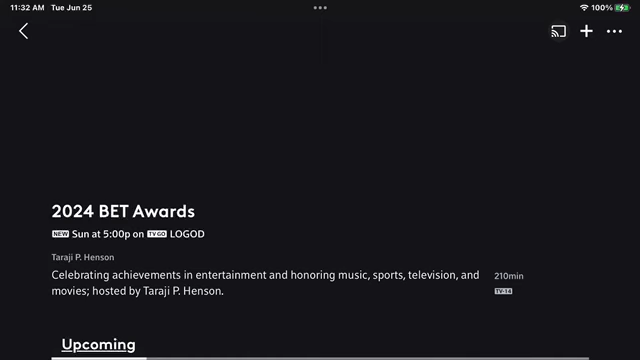 11:32 AM Tue Jun 25 100%
2024 BET Awards
NEW Sun at 5:00p on TV GO LOGOD
Taraji P. Henson
Celebrating achievements in entertainment and honoring music, sports, television, and 210min
movies; hosted by Taraji P. Henson. TV-14
Upcoming